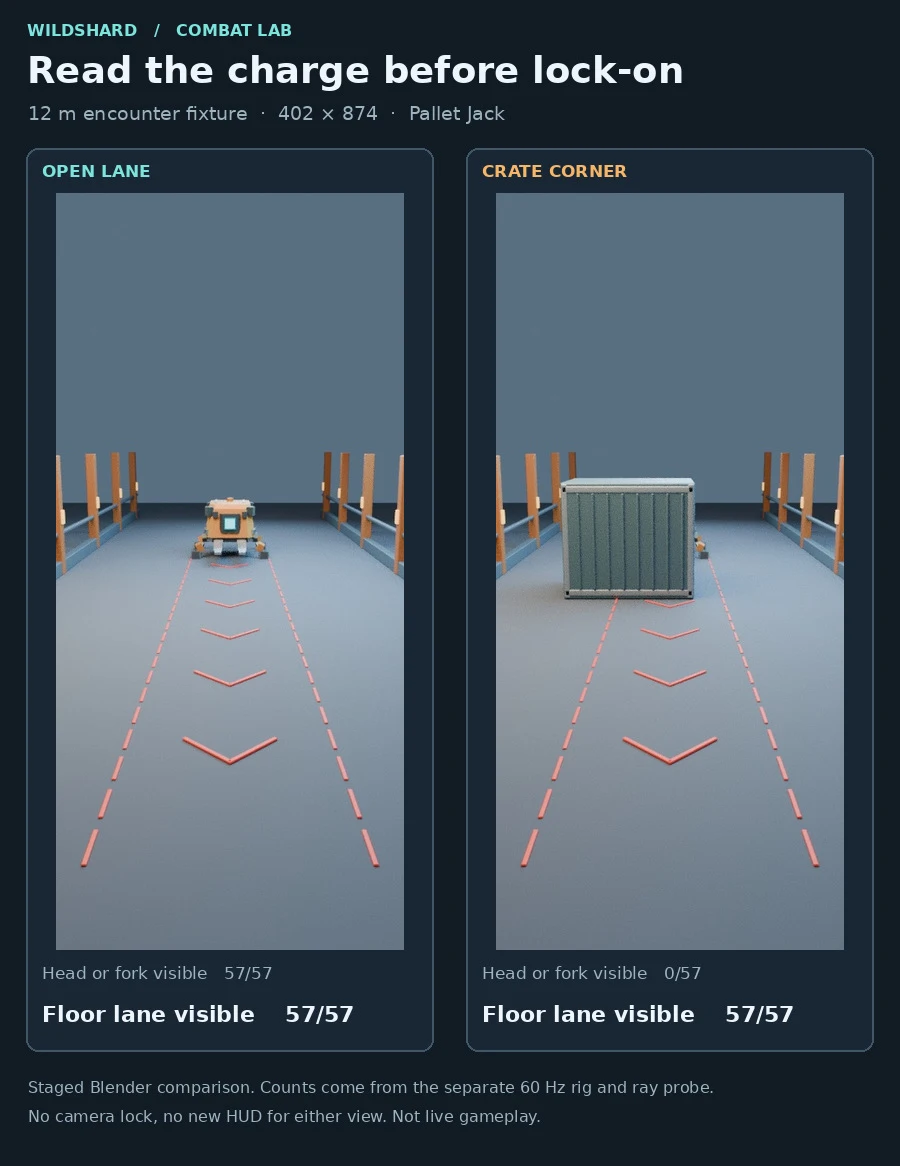 WILDSHARD / COMBAT LAB
Read the charge before lock-on
12 m encounter fixture · 402 × 874 · Pallet Jack
OPEN LANE
Head or fork visible 57/57
Floor lane visible 57/57
CRATE CORNER
Head or fork visible 0/57
Floor lane visible 57/57
Staged Blender comparison. Counts come from the separate 60 Hz rig and ray probe.
No camera lock, no new HUD for either view. Not live gameplay.